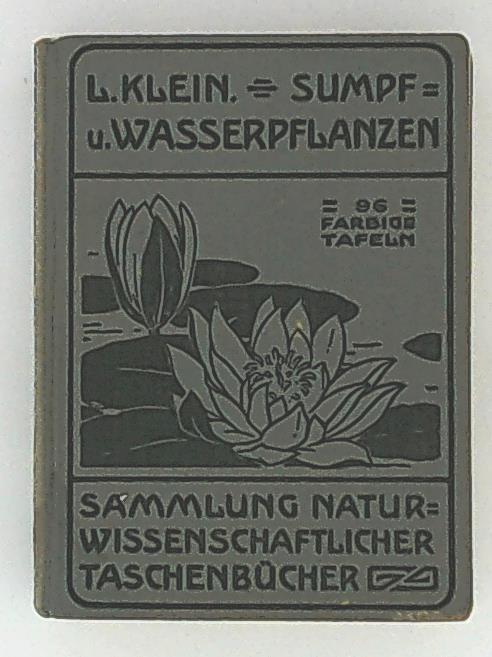 L. KLEIN. = SUMPF=
u. WASSERPFLANZEN
= 96 =
FARBIGE
TAFELN
SAMMLUNG NATUR=
WISSENSCHAFTLICHER
TASCHENBÜCHER